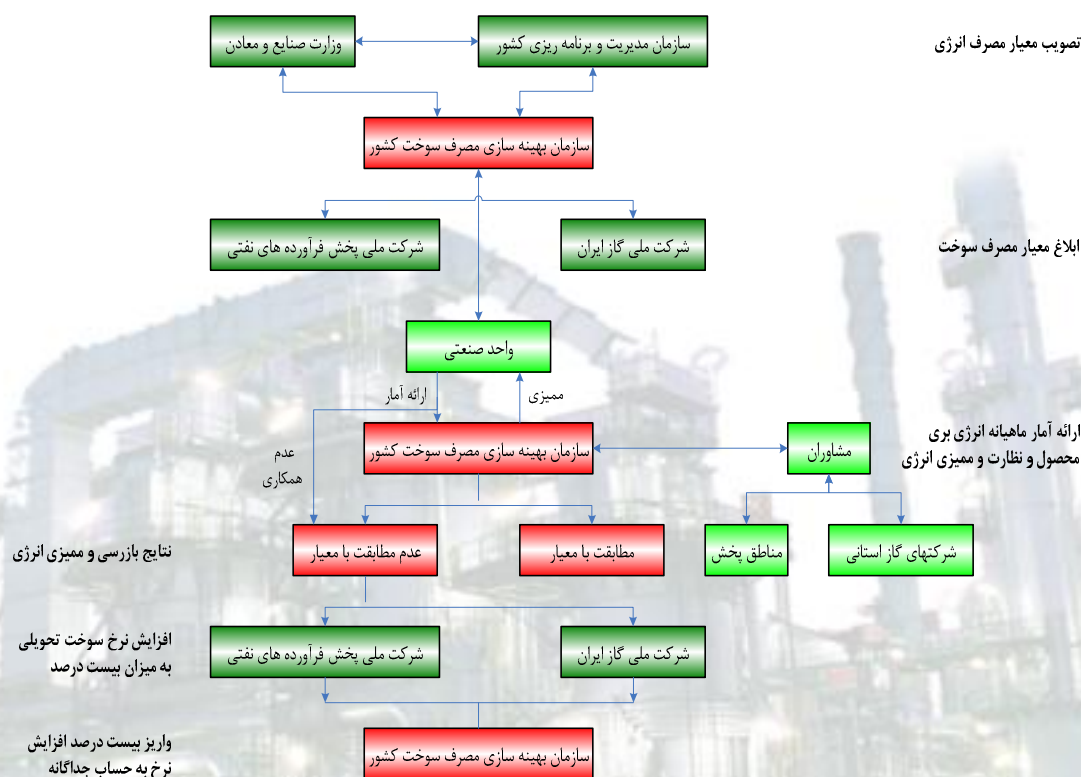 تصویب معیار مصرف انرژی
سازمان مدیریت و برنامه ریزی کشور
وزارت صنایع و معادن
سازمان بهینه سازی مصرف سوخت کشور
ابلاغ معیار مصرف سوخت
شرکت ملی گاز ایران
شرکت ملی پخش فرآورده های نفتی
واحد صنعتی
ممیزی
ارائه آمار
ارائه آمار ماهیانه انرژی بری
محصول و نظارت و ممیزی انرژی
مشاوران
سازمان بهینه سازی مصرف سوخت کشور
عدم
همکاری
شرکتهای گاز استانی
مناطق پخش
مطابقت با معیار
عدم مطابقت با معیار
نتایج بازرسی و ممیزی انرژی
شرکت ملی گاز ایران
شرکت ملی پخش فرآورده های نفتی
افزایش نرخ سوخت تحویلی
به میزان بیست درصد
سازمان بهینه سازی مصرف سوخت کشور
واریز بیست درصد افزایش
نرخ به حساب جداگانه